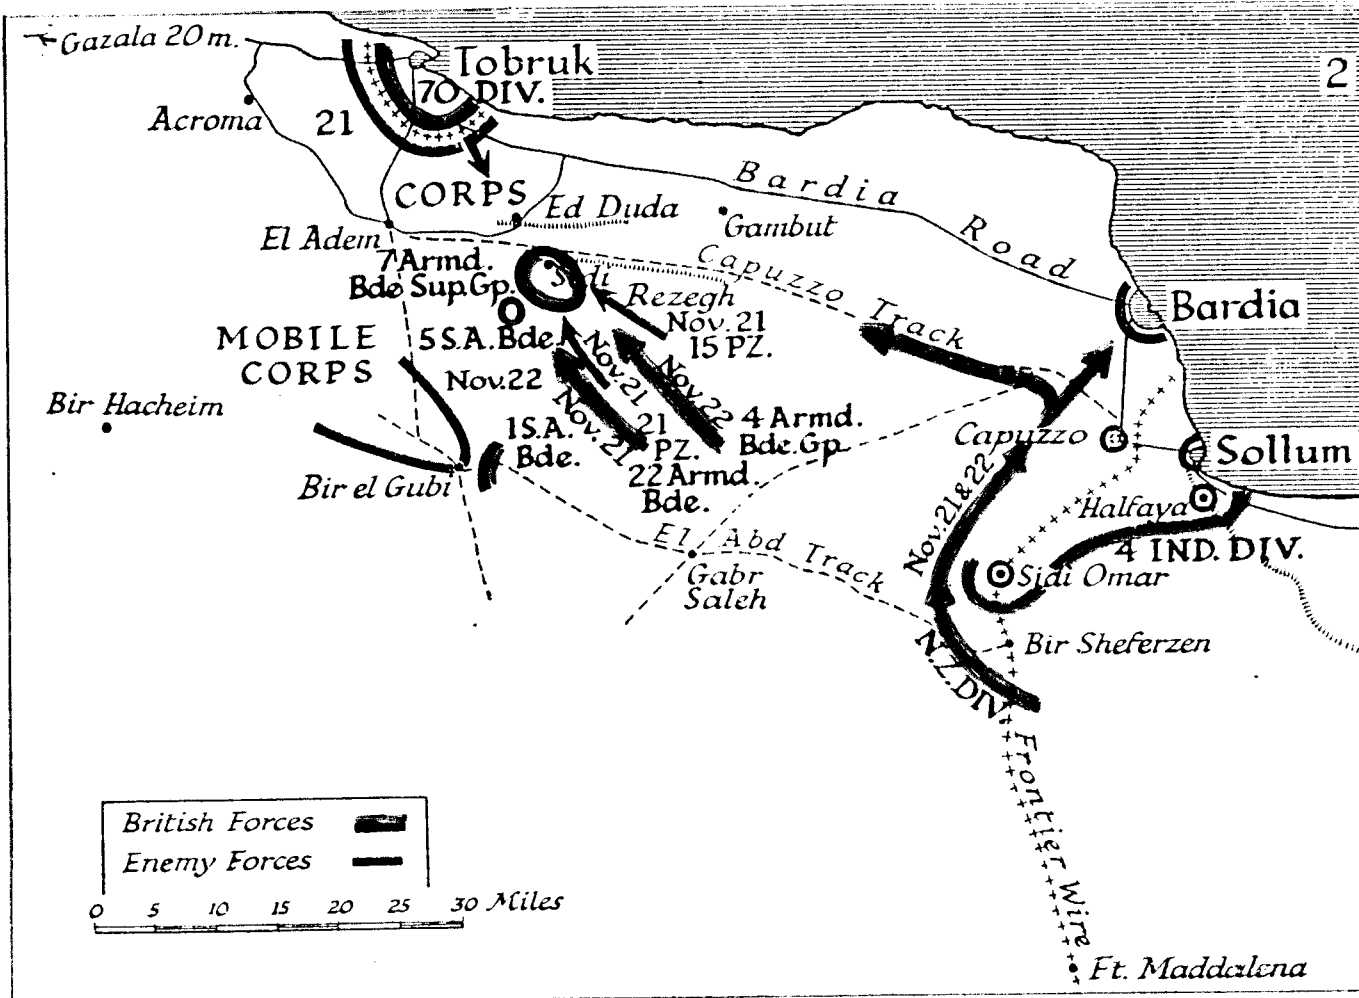 Gazala 20 m.
Tobruk
70 DIV.
2
Acroma
21
CORPS
Bardia Road
Ed Duda
Gambut
El Adem
Capuzzo Track
7 Armd.
Bde Sup. Gp.
Sidi
Rezegh
Nov. 21
15 PZ.
Bardia
MOBILE
CORPS
5 S.A. Bde.
Nov. 21
Nov. 22
Nov. 22
Bir Hacheim
1 S.A.
Bde.
Nov. 21
21
PZ.
4 Armd.
Bde. Gp.
Capuzzo
Sollum
22 Armd.
Bde.
Bir el Gubi
Nov. 21 & 22
Halfaya
4 IND. DIV.
El Abd Track
Gabr
Saleh
Sidi Omar
Bir Sheferzen
N.Z. DIV.
Frontier Wire
British Forces
Enemy Forces
0 5 10 15 20 25 30 Miles
Ft. Maddalena